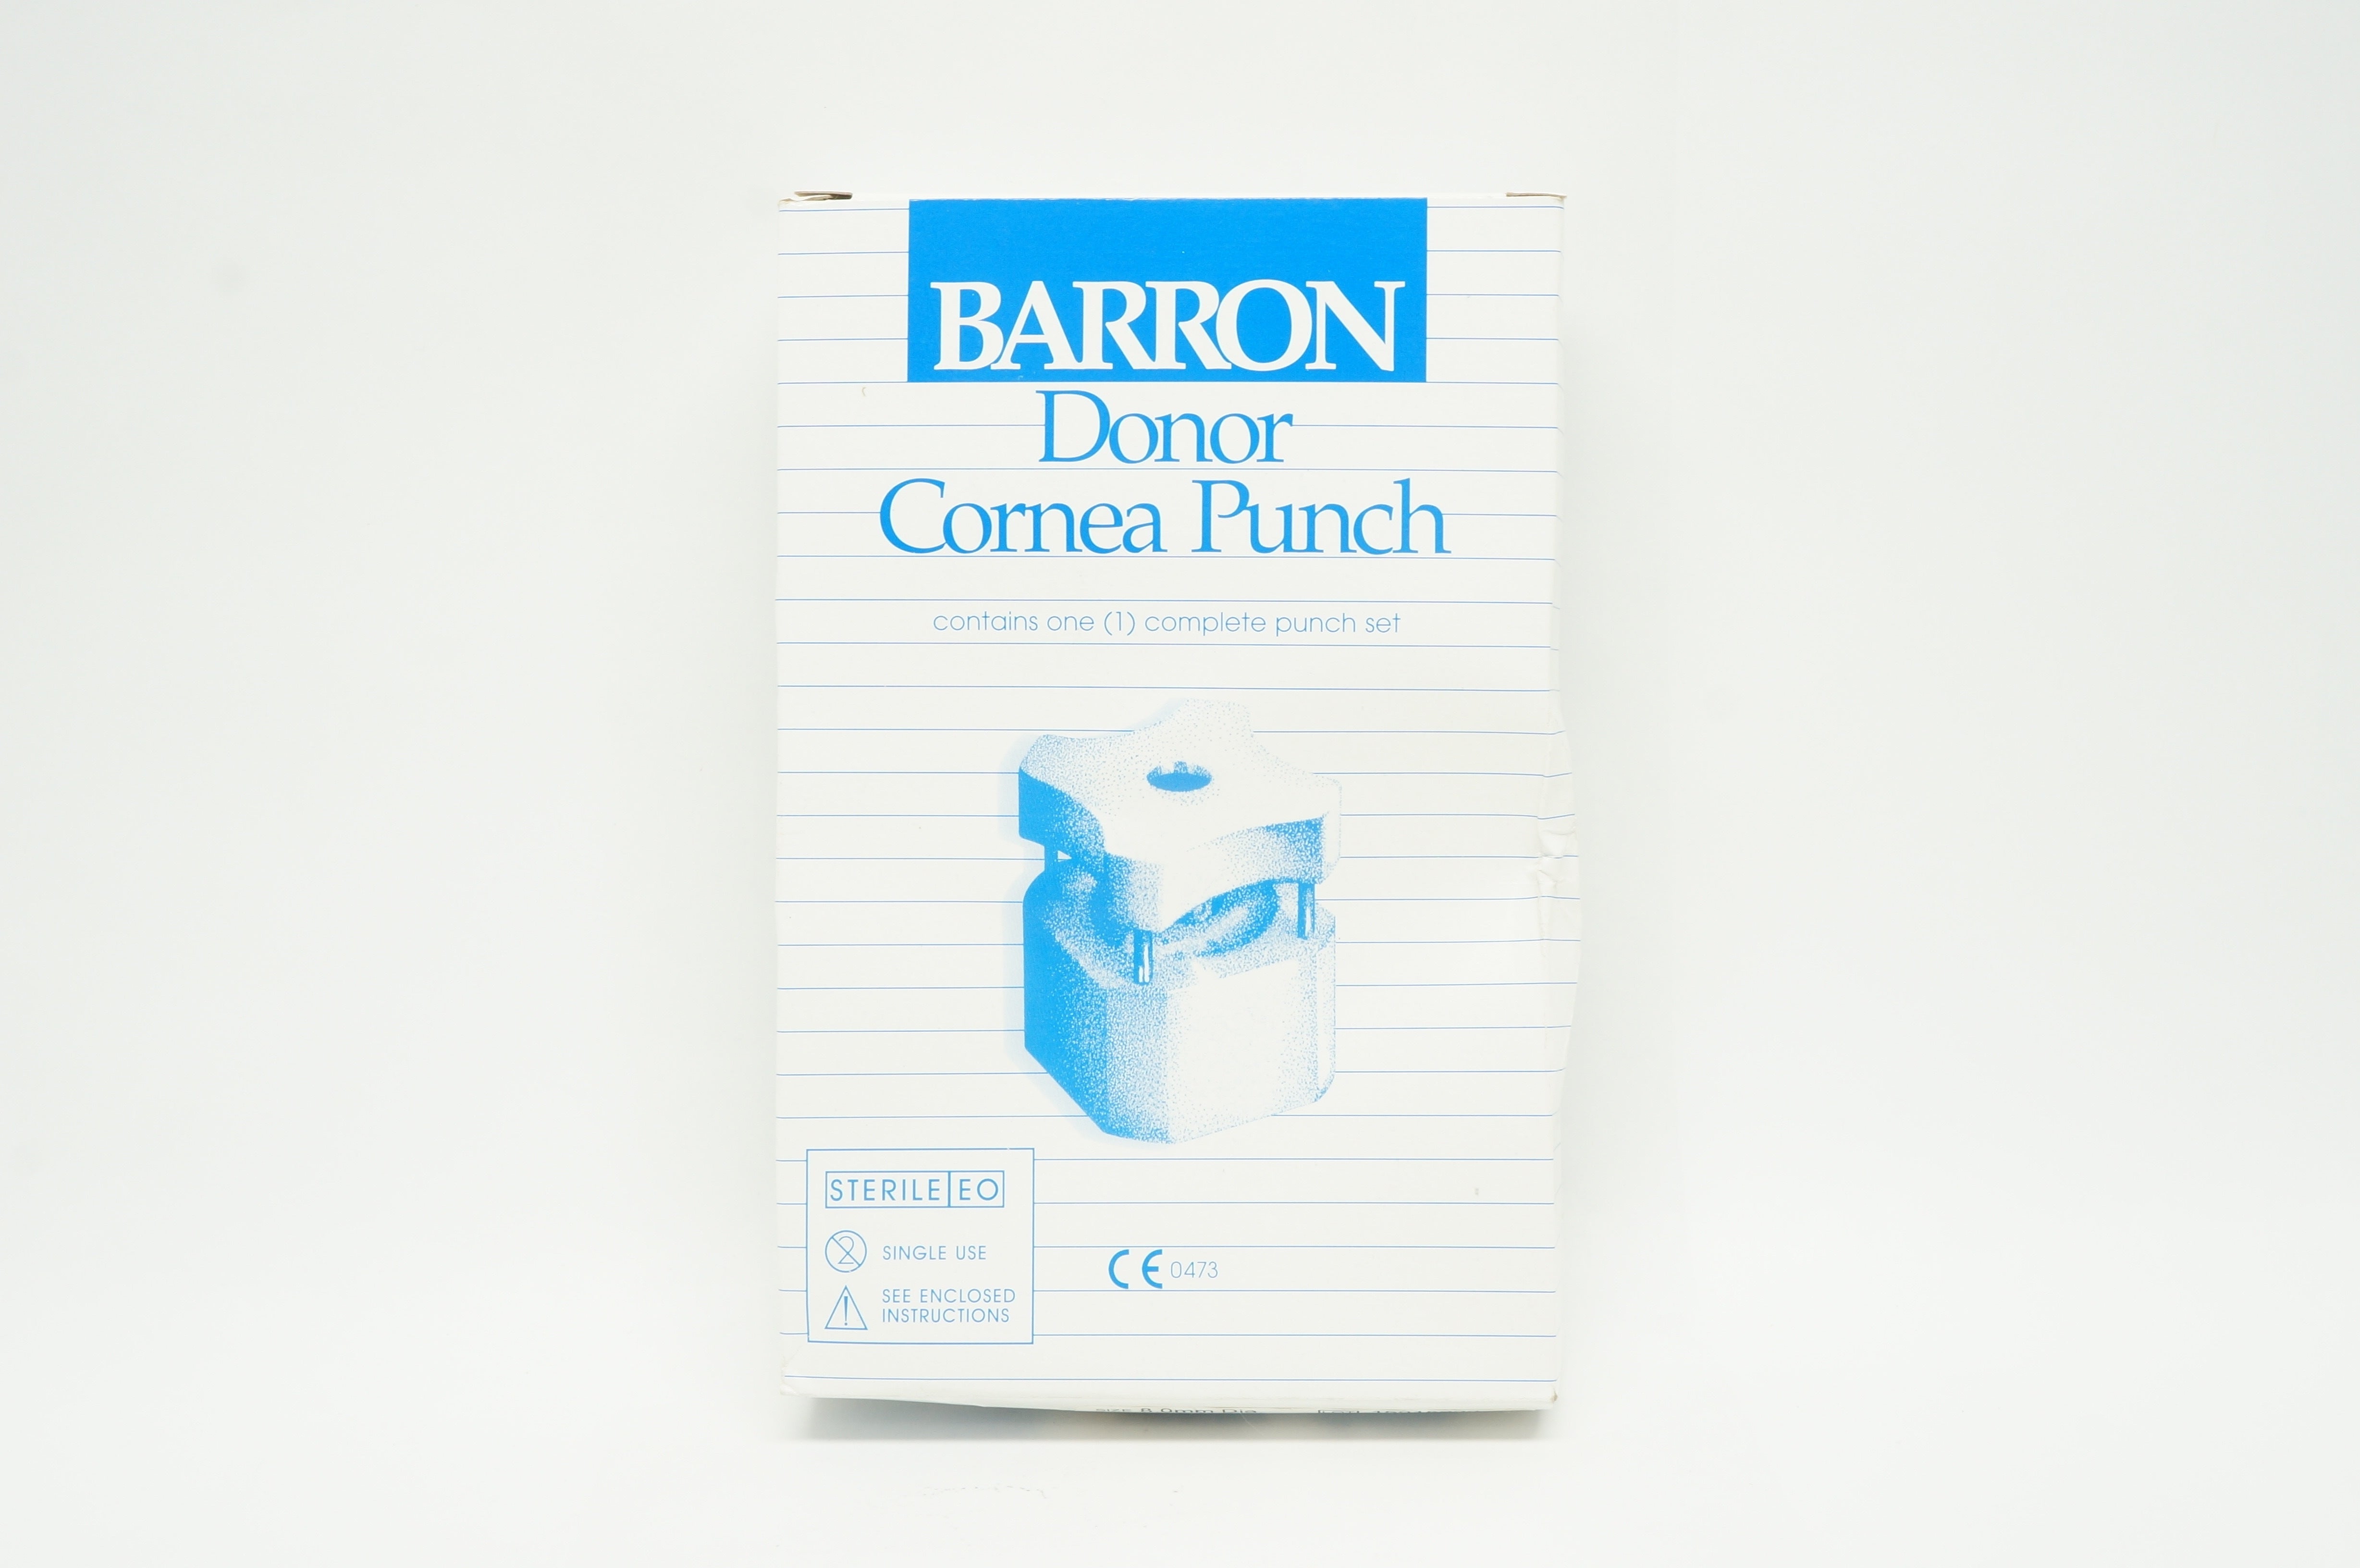 BARRON
Donor
Cornea Punch
contains one (1) complete punch set
STERILE EO
2 SINGLE USE
! SEE ENCLOSED
INSTRUCTIONS
CE 0473